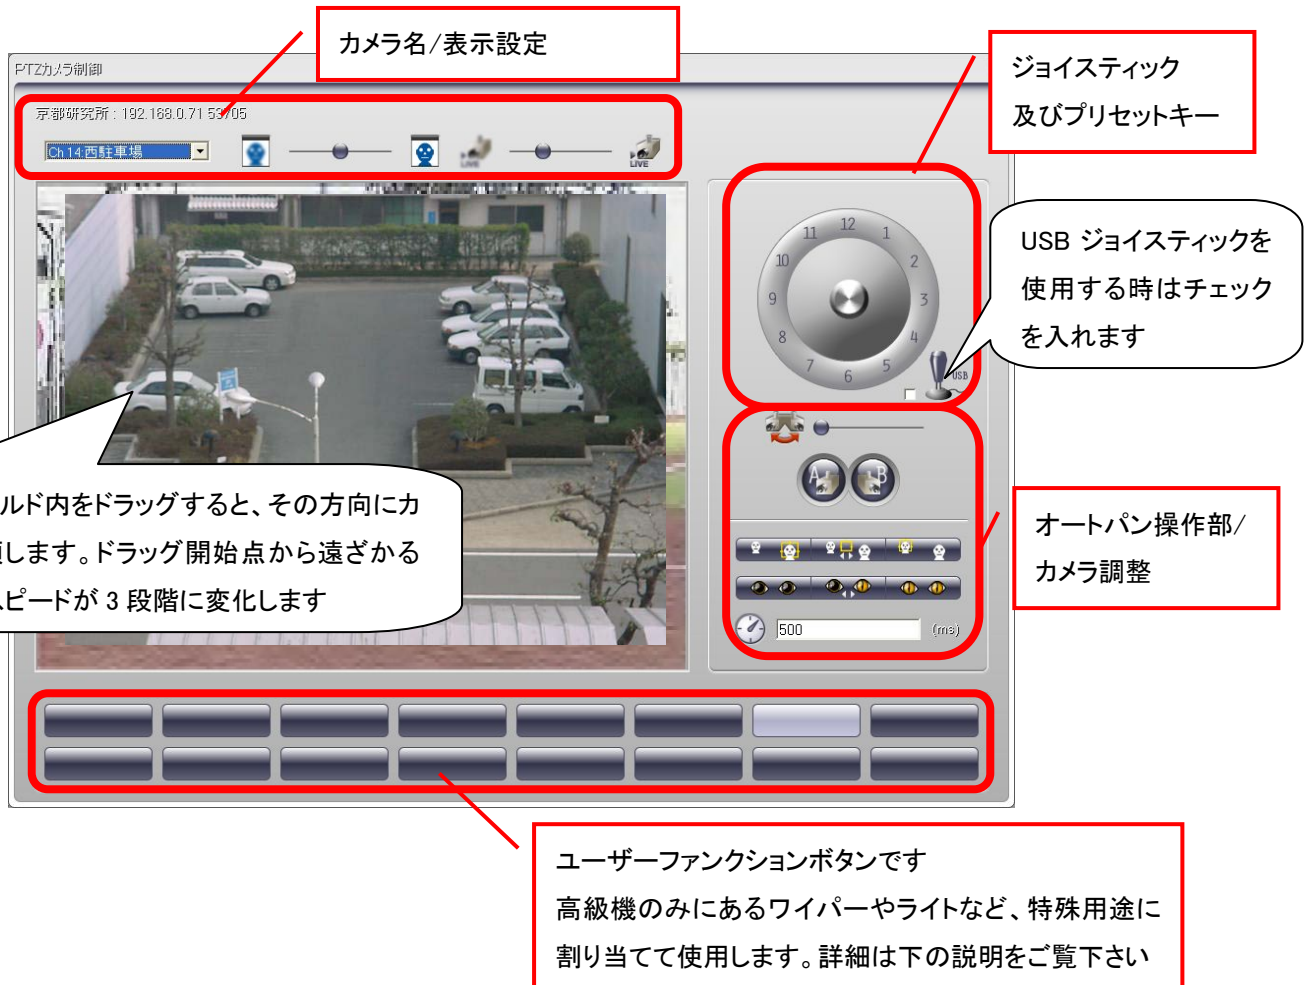 カメラ名/表示設定
PTZカメラ制御
京都研究所 : 192.168.0.71 53705
Ch 14:西駐車場
LIVE
LIVE
ジョイスティック
及びプリセットキー
12
1
2
3
4
5
6
7
8
9
10
11
USB
USB ジョイスティックを
使用する時はチェック
を入れます
A
B
500
(ms)
オートパン操作部/
カメラ調整
ルド内をドラッグすると、その方向にカ
します。ドラッグ開始点から遠ざかる
ピードが 3 段階に変化します
ユーザーファンクションボタンです
高級機のみにあるワイパーやライトなど、特殊用途に
割り当てて使用します。詳細は下の説明をご覧下さい